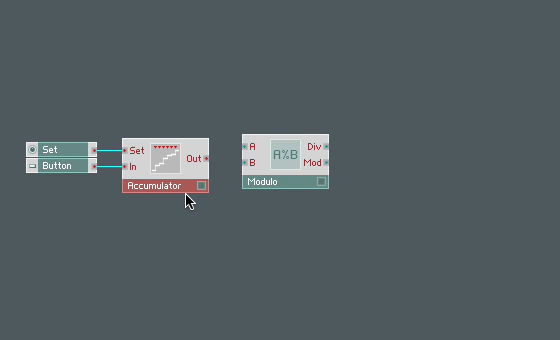 Set
Button
Set
In
Out
Accumulator
A
B
A%B
Div
Mod
Modulo